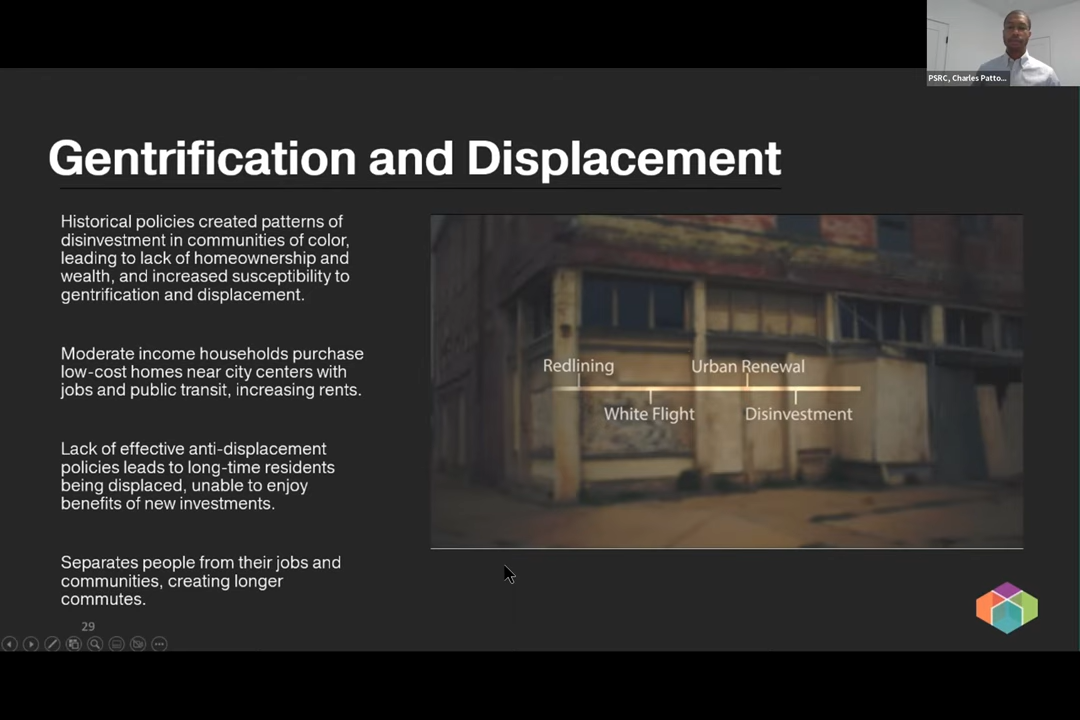 PSRC, Charles Patto...
Gentrification and Displacement
Historical policies created patterns of
disinvestment in communities of color,
leading to lack of homeownership and
wealth, and increased susceptibility to
gentrification and displacement.
Moderate income households purchase
low-cost homes near city centers with
jobs and public transit, increasing rents.
Lack of effective anti-displacement
policies leads to long-time residents
being displaced, unable to enjoy
benefits of new investments.
Separates people from their jobs and
communities, creating longer
commutes.
Redlining
Urban Renewal
White Flight
Disinvestment
29